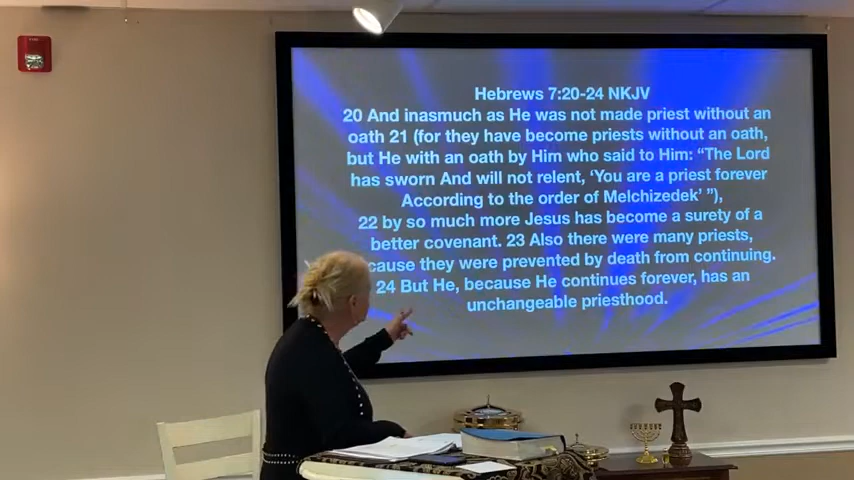 Hebrews 7:20-24 NKJV
20 And inasmuch as He was not made priest without an
oath 21 (for they have become priests without an oath,
but He with an oath by Him who said to Him: “The Lord
has sworn And will not relent, ‘You are a priest forever
According to the order of Melchizedek’ ”),
22 by so much more Jesus has become a surety of a
better covenant. 23 Also there were many priests,
cause they were prevented by death from continuing.
24 But He, because He continues forever, has an
unchangeable priesthood.